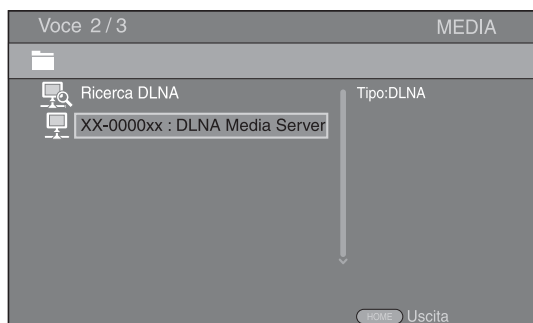 Voce 2 / 3 MEDIA
Ricerca DLNA Tipo:DLNA
XX-0000xx : DLNA Media Server
HOME Uscita